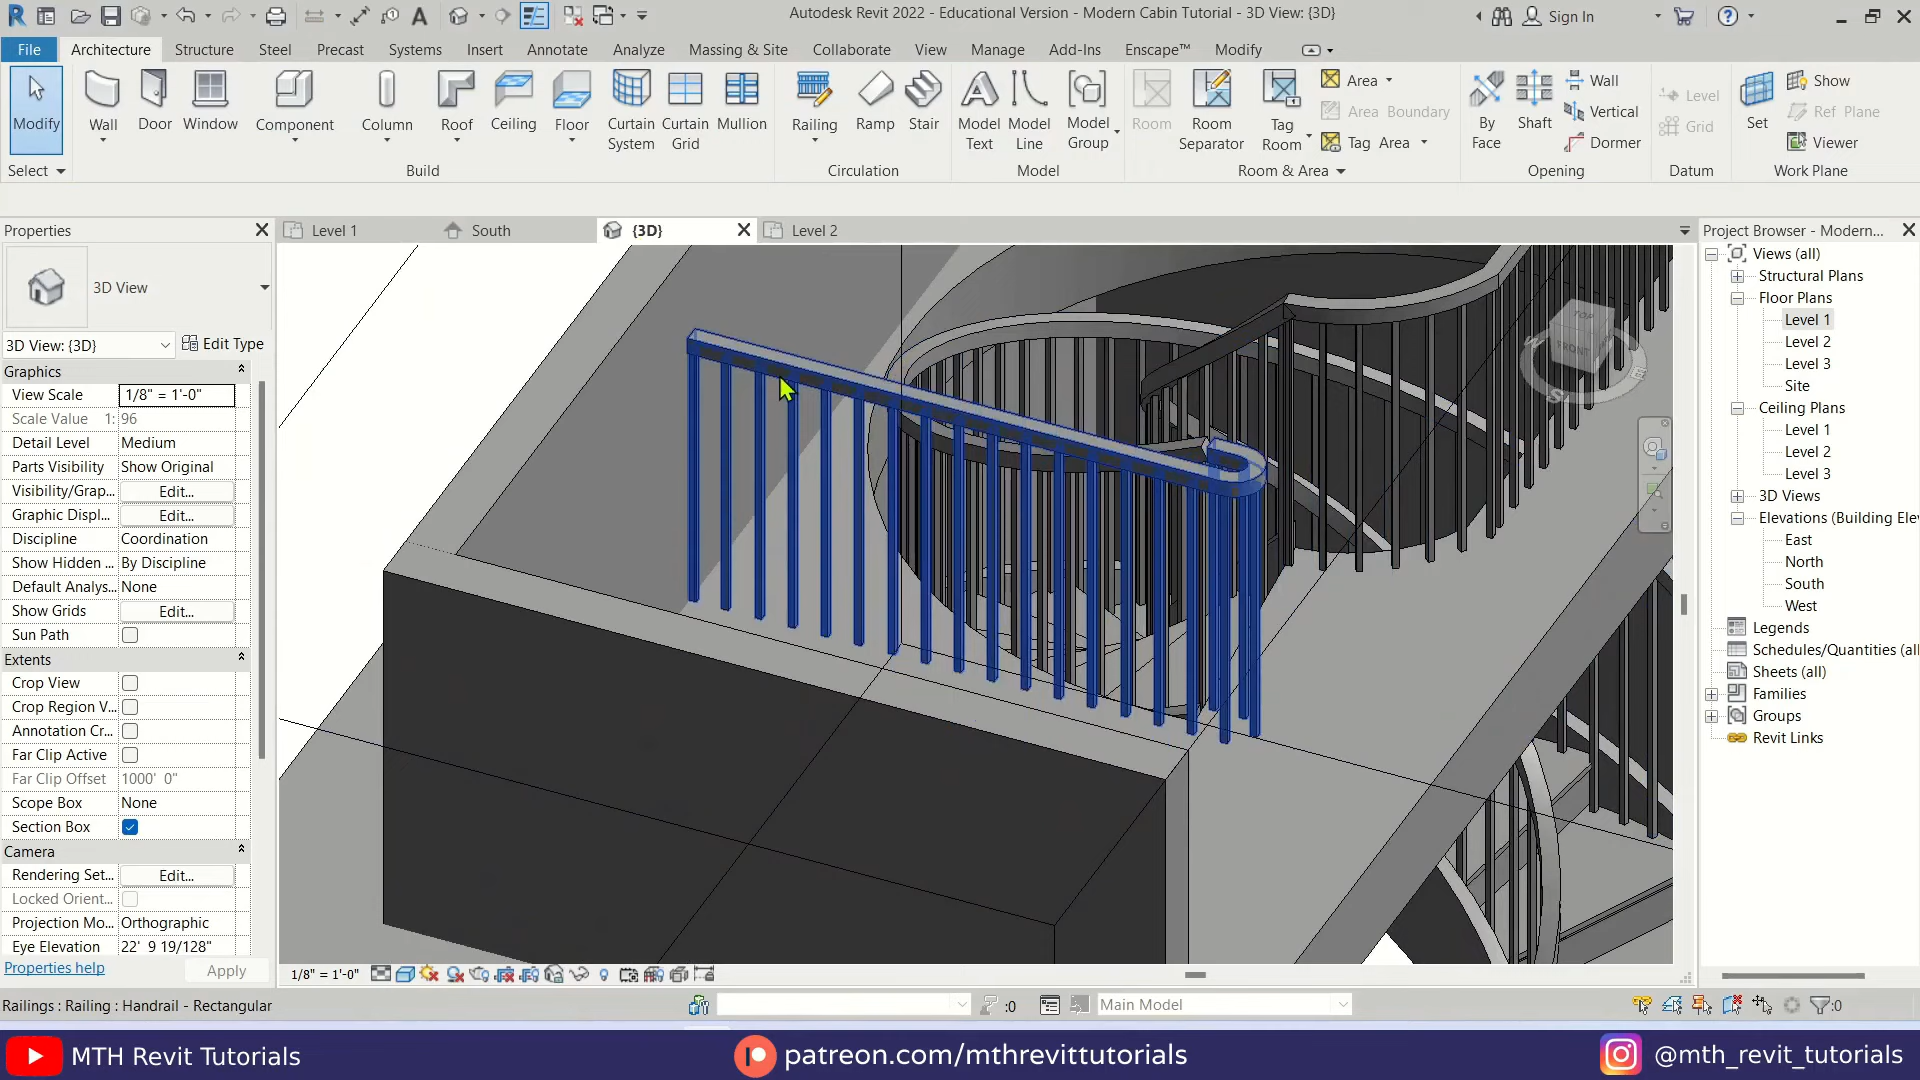 Autodesk Revit 2022 - Educational Version - Modern Cabin Tutorial - 3D View: {3D}
Sign In
File Architecture Structure Steel Precast Systems Insert Annotate Analyze Massing & Site Collaborate View Manage Add-Ins Enscape™ Modify
Modify Wall Door Window Component Column Roof Ceiling Floor Curtain System Curtain Grid Mullion Railing Ramp Stair Model Text Model Line Model Group Room Room Separator Tag Room By Face Shaft Set
Area
Area Boundary
Tag Area
Wall
Vertical
Dormer
Level
Grid
Show
Ref Plane
Viewer
Select Build Circulation Model Room & Area Opening Datum Work Plane
Properties
Level 1 South {3D} Level 2
Project Browser - Modern...
3D View
3D View: {3D} Edit Type
Graphics
View Scale 1/8" = 1'-0"
Scale Value 1: 96
Detail Level Medium
Parts Visibility Show Original
Visibility/Grap... Edit...
Graphic Displ... Edit...
Discipline Coordination
Show Hidden ... By Discipline
Default Analys... None
Show Grids Edit...
Sun Path
Extents
Crop View
Crop Region V...
Annotation Cr...
Far Clip Active
Far Clip Offset 1000' 0"
Scope Box None
Section Box
Camera
Rendering Set... Edit...
Locked Orient...
Projection Mo... Orthographic
Eye Elevation 22' 9 19/128"
Properties help Apply
TOP
FRONT
W
S
E
Views (all)
Structural Plans
Floor Plans
Level 1
Level 2
Level 3
Site
Ceiling Plans
Level 1
Level 2
Level 3
3D Views
Elevations (Building Ele
East
North
South
West
Legends
Schedules/Quantities (all
Sheets (all)
Families
Groups
Revit Links
1/8" = 1'-0"
Railings : Railing : Handrail - Rectangular
:0
Main Model
:0
MTH Revit Tutorials
patreon.com/mthrevittutorials
@mth_revit_tutorials